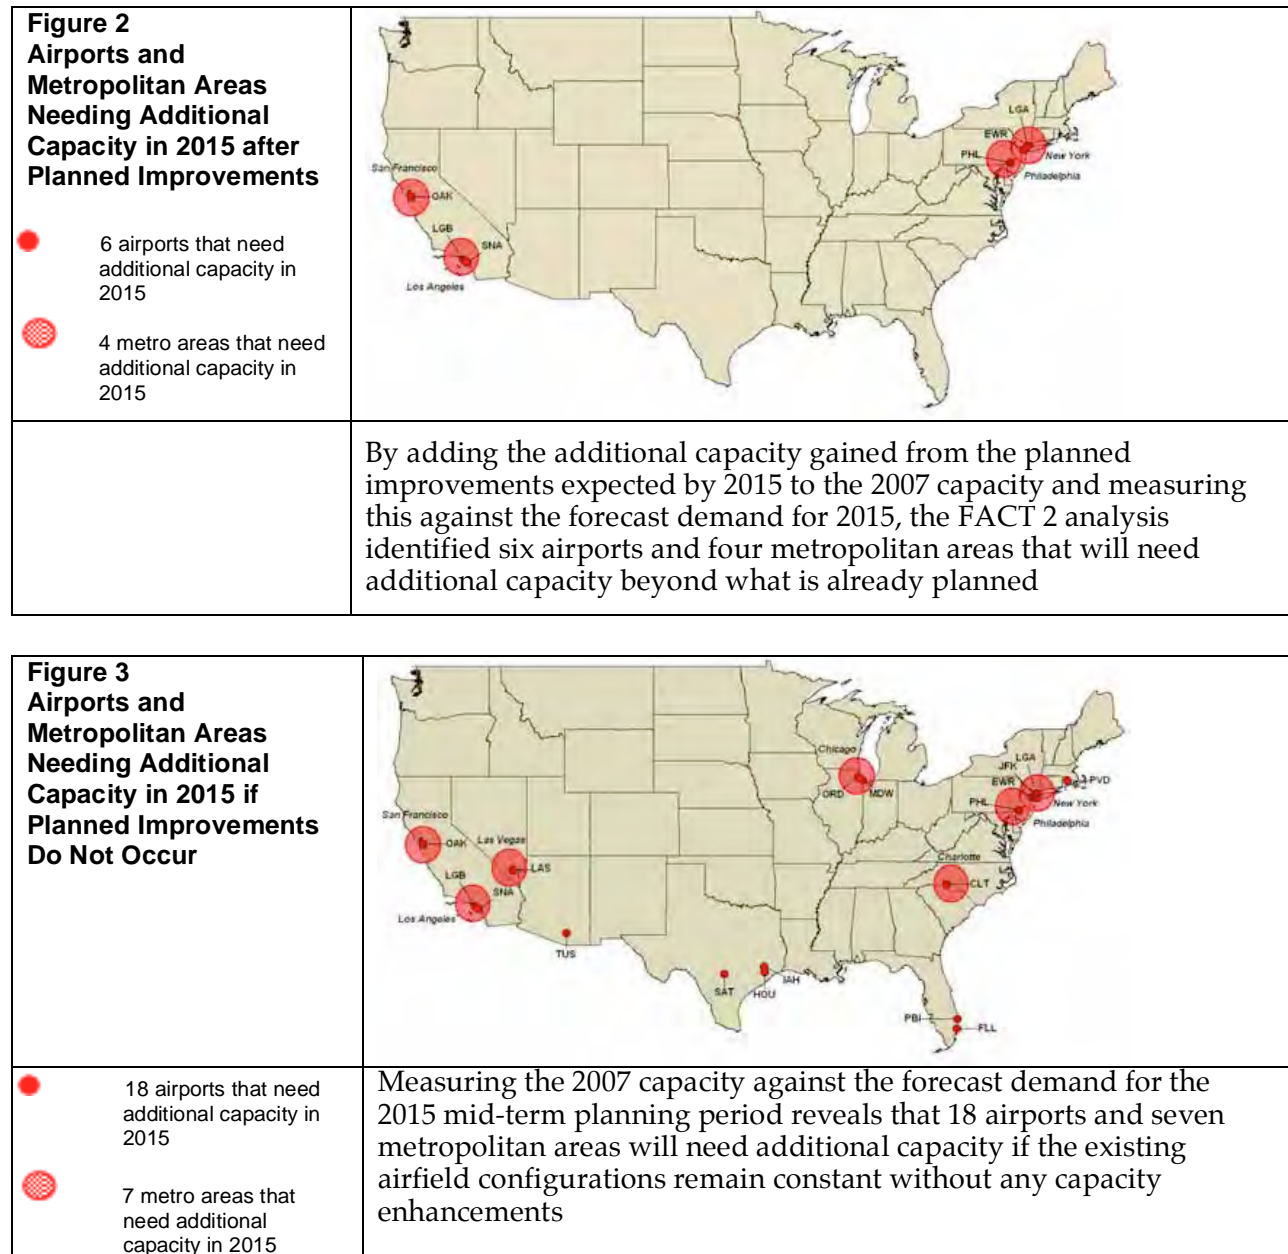 Figure 2
Airports and
Metropolitan Areas
Needing Additional
Capacity in 2015 after
Planned Improvements
6 airports that need
additional capacity in
2015
4 metro areas that need
additional capacity in
2015
LGA
EWR
PHL
New York
Philadelphia
San Francisco
OAK
LGB
SNA
Los Angeles
By adding the additional capacity gained from the planned
improvements expected by 2015 to the 2007 capacity and measuring
this against the forecast demand for 2015, the FACT 2 analysis
identified six airports and four metropolitan areas that will need
additional capacity beyond what is already planned
Figure 3
Airports and
Metropolitan Areas
Needing Additional
Capacity in 2015 if
Planned Improvements
Do Not Occur
Chicago
ORD
MDW
LGA
JFK
EWR
PVD
PHL
New York
Philadelphia
San Francisco
OAK
Las Vegas
LAS
LGB
SNA
Los Angeles
Charlotte
CLT
TUS
SAT
HOU
IAH
PBI
FLL
18 airports that need
additional capacity in
2015
7 metro areas that
need additional
capacity in 2015
Measuring the 2007 capacity against the forecast demand for the
2015 mid-term planning period reveals that 18 airports and seven
metropolitan areas will need additional capacity if the existing
airfield configurations remain constant without any capacity
enhancements